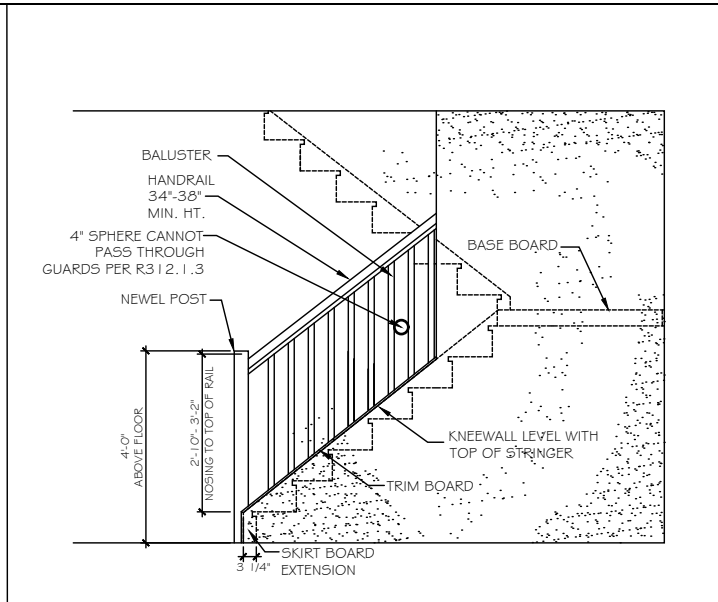 BALUSTER
HANDRAIL
34"-38"
MIN. HT.
4" SPHERE CANNOT
PASS THROUGH
GUARDS PER R312.1.3
NEWEL POST
BASE BOARD
4'-0"
ABOVE FLOOR
2'-10"- 3'-2"
NOSING TO TOP OF RAIL
KNEEWALL LEVEL WITH
TOP OF STRINGER
TRIM BOARD
SKIRT BOARD
EXTENSION
3 1/4"